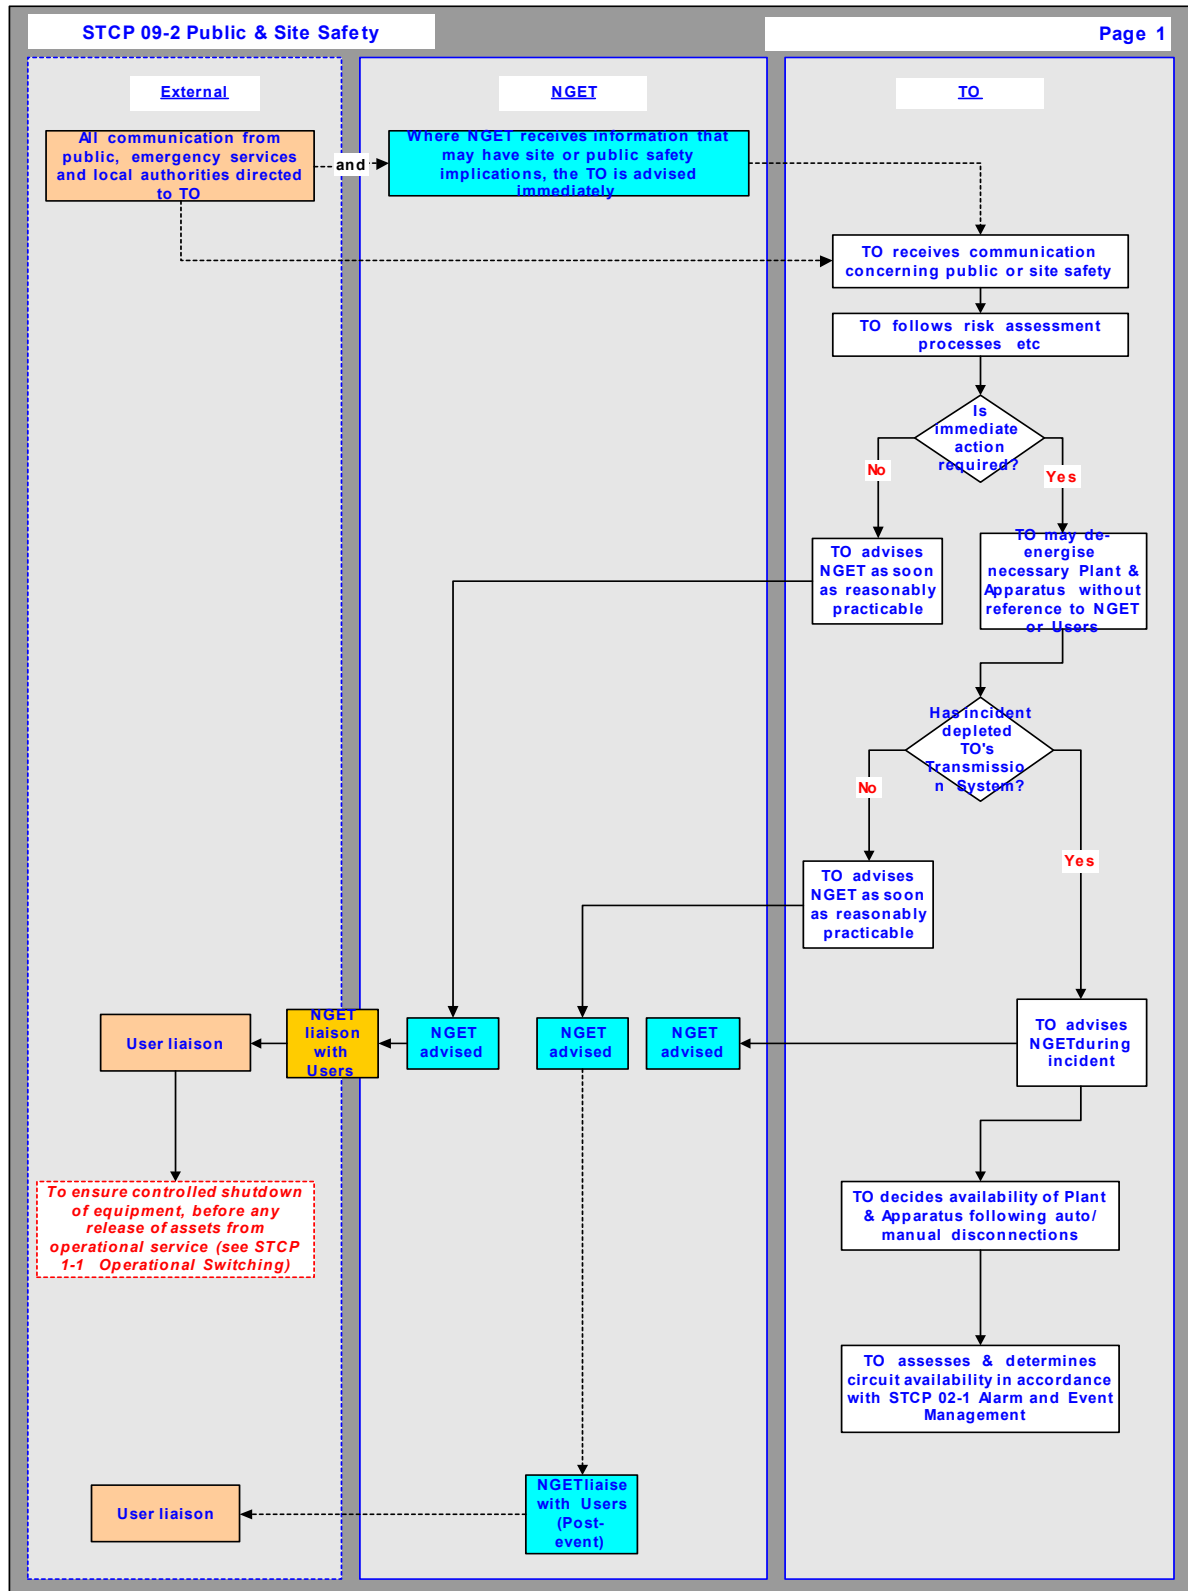 STCP 09-2 Public & Site Safety
Page 1
External
NGET
TO
All communication from
public, emergency services
and local authorities directed
to TO
and
Where NGET receives information that
may have site or public safety
implications, the TO is advised
immediately
TO receives communication
concerning public or site safety
TO follows risk assessment
processes etc
Is
immediate
action
required?
No
Yes
TO advises
NGET as soon
as reasonably
practicable
TO may de-
energise
necessary Plant &
Apparatus without
reference to NGET
or Users
Has incident
depleted
TO's
Transmissio
n System?
No
Yes
TO advises
NGET as soon
as reasonably
practicable
User liaison
NGET
liaison
with
Users
NGET
advised
NGET
advised
NGET
advised
TO advises
NGETduring
incident
To ensure controlled shutdown
of equipment, before any
release of assets from
operational service (see STCP
1-1 Operational Switching)
TO decides availability of Plant
& Apparatus following auto/
manual disconnections
TO assesses & determines
circuit availability in accordance
with STCP 02-1 Alarm and Event
Management
User liaison
NGET liaise
with Users
(Post-
event)